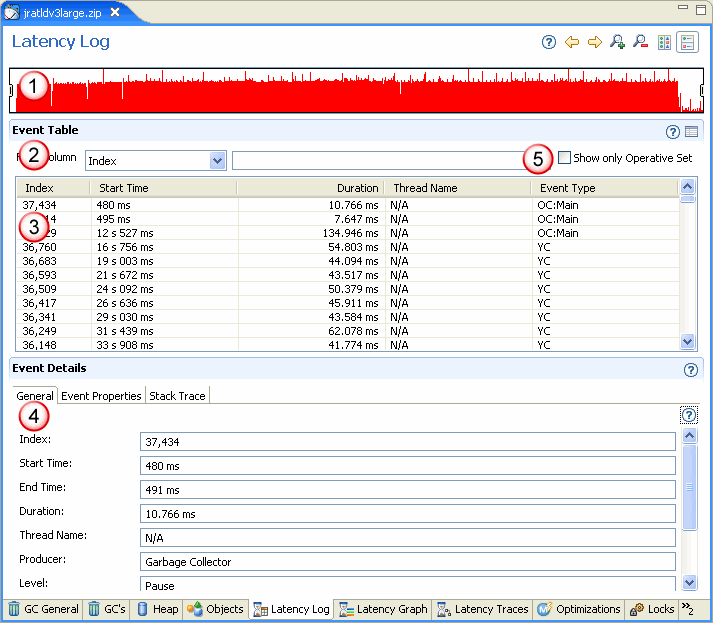 jratldv3large.zip
Latency Log
1
Event Table
2
Column
Index
5
Show only Operative Set
Index Start Time Duration Thread Name Event Type
37,434 480 ms 10.766 ms N/A OC:Main
495 ms 7.647 ms N/A OC:Main
3
12 s 527 ms 134.946 ms N/A OC:Main
36,760 16 s 756 ms 54.803 ms N/A YC
36,683 19 s 003 ms 44.094 ms N/A YC
36,593 21 s 672 ms 43.517 ms N/A YC
36,509 24 s 092 ms 50.379 ms N/A YC
36,417 26 s 636 ms 45.911 ms N/A YC
36,341 29 s 030 ms 43.584 ms N/A YC
36,249 31 s 439 ms 62.078 ms N/A YC
36,148 33 s 908 ms 41.774 ms N/A YC
Event Details
General Event Properties Stack Trace
4
Index: 37,434
Start Time: 480 ms
End Time: 491 ms
Duration: 10.766 ms
Thread Name: N/A
Producer: Garbage Collector
Level: Pause
GC General GC's Heap Objects Latency Log Latency Graph Latency Traces Optimizations Locks »2